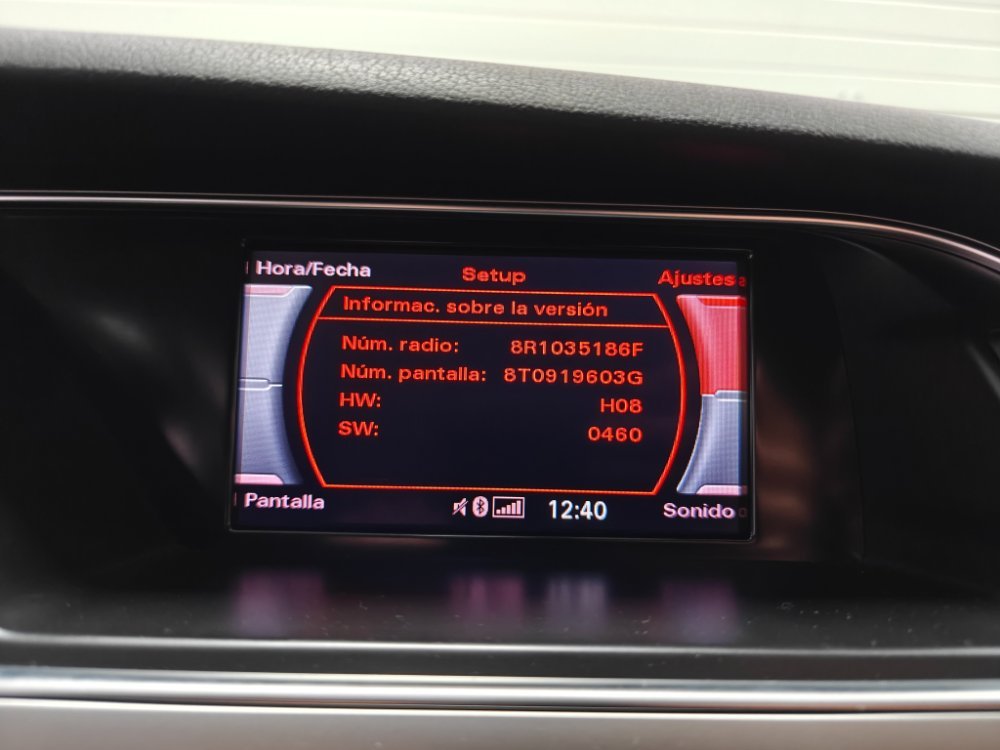 Hora/Fecha
Setup
Ajustes
Informac. sobre la versión
Núm. radio: 8R1035186F
Núm. pantalla: 8T0919603G
HW: H08
SW: 0460
Pantalla
12:40
Sonido